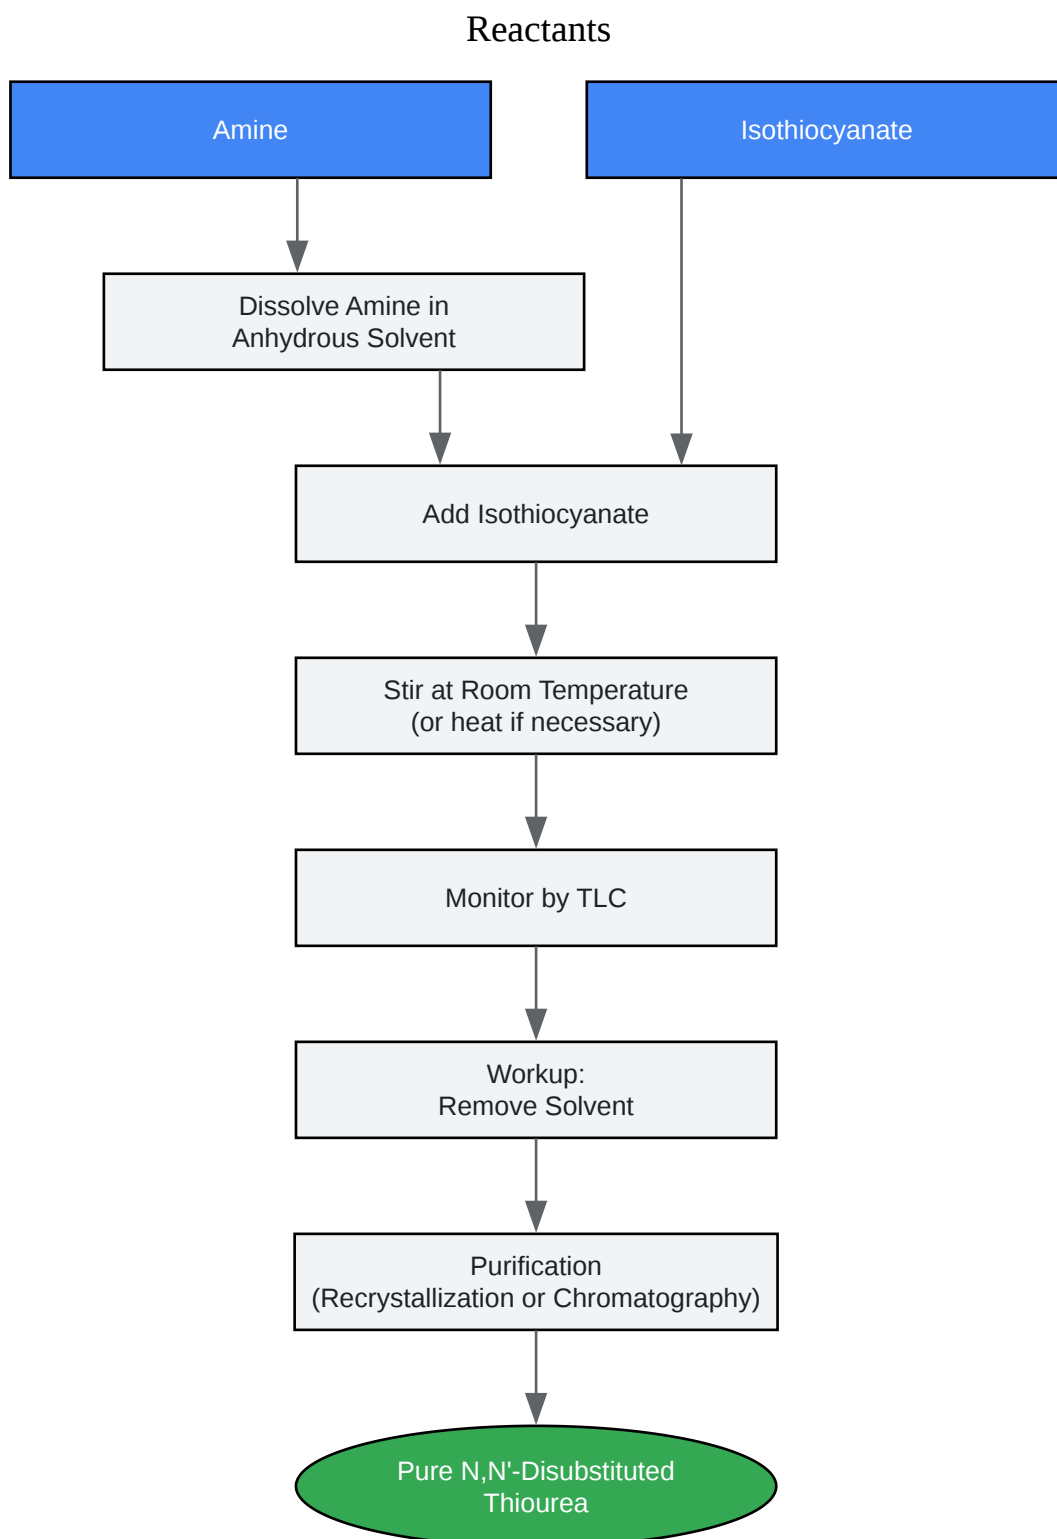 Reactants
Amine
Isothiocyanate
Dissolve Amine in
Anhydrous Solvent
Add Isothiocyanate
Stir at Room Temperature
(or heat if necessary)
Monitor by TLC
Workup:
Remove Solvent
Purification
(Recrystallization or Chromatography)
Pure N,N'-Disubstituted
Thiourea